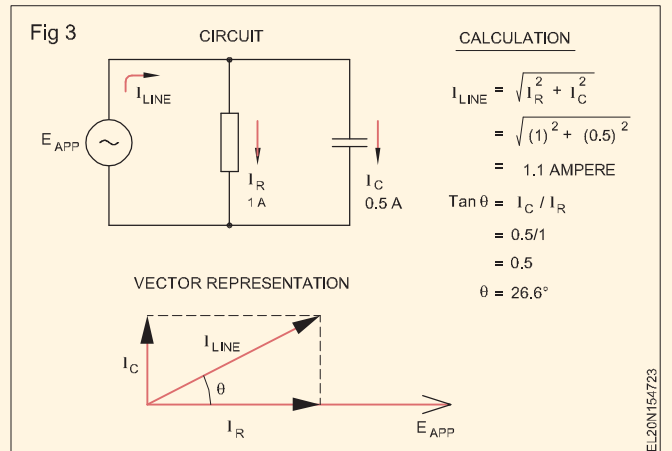 Fig 3
CIRCUIT
I_LINE
E_APP
I_R
1 A
I_C
0.5 A
CALCULATION
I_LINE = √(I_R² + I_C²)
= √((1)² + (0.5)²)
= 1.1 AMPERE
Tan θ = I_C / I_R
= 0.5/1
= 0.5
θ = 26.6°
VECTOR REPRESENTATION
I_C
I_LINE
θ
I_R
E_APP
EL20N154723